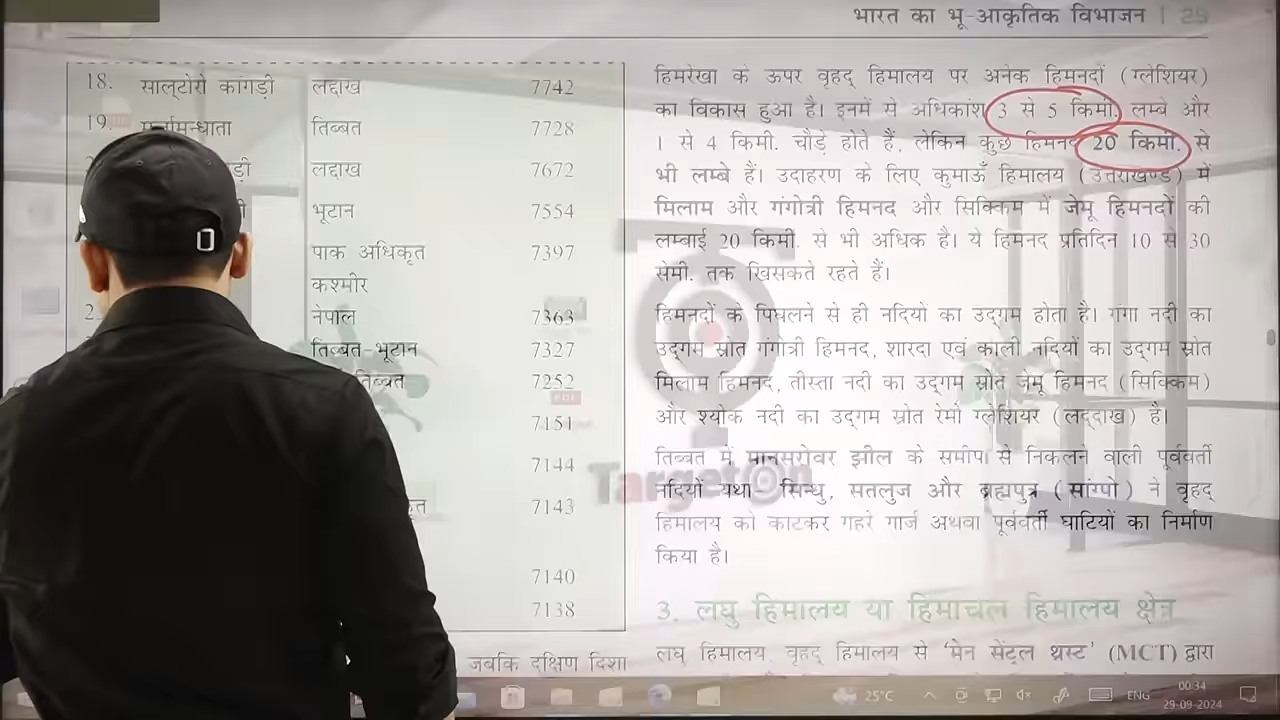 भारत का भू-आकृतिक विभाजन | 29
18. साल्टोरो कांगड़ी लद्दाख 7742
19. तिब्बत 7728
लद्दाख 7672
भूटान 7554
पाक अधिकृत 7397
कश्मीर
नेपाल 7363
तिब्बत-भूटान 7327
तिब्बत 7252
7151
7144
7143
7140
7138
जबकि दक्षिण दिशा
हिमरेखा के ऊपर वृहद् हिमालय पर अनेक हिमनदों (ग्लेशियर)
का विकास हुआ है। इनमें से अधिकांश 3 से 5 किमी. लम्बे और
1 से 4 किमी. चौड़े होते हैं, लेकिन कुछ हिमनद 20 किमी. से
भी लम्बे हैं। उदाहरण के लिए कुमाऊँ हिमालय (उत्तराखण्ड) में
मिलाम और गंगोत्री हिमनद और सिक्किम में जेमू हिमनदों की
लम्बाई 20 किमी. से भी अधिक है। ये हिमनद प्रतिदिन 10 से 30
सेमी. तक खिसकते रहते हैं।
हिमनदों के पिघलने से ही नदियों का उद्गम होता है। गंगा नदी का
उद्गम स्रोत गंगोत्री हिमनद, शारदा एवं काली नदियों का उद्गम स्रोत
मिलाम हिमनद, तीस्ता नदी का उद्गम स्रोत जेमू हिमनद (सिक्किम)
और श्योक नदी का उद्गम स्रोत रेमो ग्लेशियर (लद्दाख) है।
तिब्बत में मानसरोवर झील के समीप से निकलने वाली पूर्ववर्ती
नदियों यथा- सिन्धु, सतलुज और ब्रह्मपुत्र (सांग्पो) ने वृहद्
हिमालय को काटकर गहरे गार्ज अथवा पूर्ववर्ती घाटियों का निर्माण
किया है।
3. लघु हिमालय या हिमाचल हिमालय क्षेत्र
लघु हिमालय, वृहद् हिमालय से 'मेन सेंट्रल थ्रस्ट' (MCT) द्वारा
Target On
PDF
25°C ENG 00:34
29-09-2024